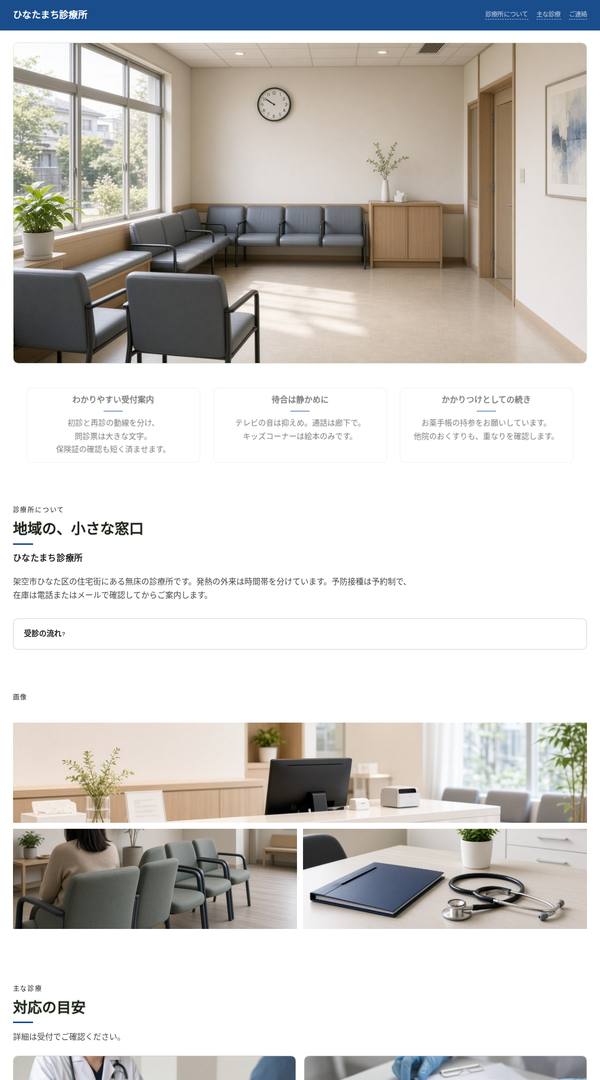 ひなたまち診療所
診療所について 主な診療 ご連絡
わかりやすい受付案内
初診と再診の動線を分け、
問診票は大きな文字。
保険証の確認も短く済ませます。
待合は静かめに
テレビの音は抑えめ。通話は廊下で。
キッズコーナーは絵本のみです。
かかりつけとしての続き
お薬手帳の持参をお願いしています。
他院のおくすりも、重なりを確認します。
診療所について
地域の、小さな窓口
ひなたまち診療所
架空市ひなた区の住宅街にある無床の診療所です。発熱の外来は時間帯を分けています。予防接種は予約制で、
在庫は電話またはメールで確認してからご案内します。
受診の流れ?
画像
主な診療
対応の目安
詳細は受付でご確認ください。